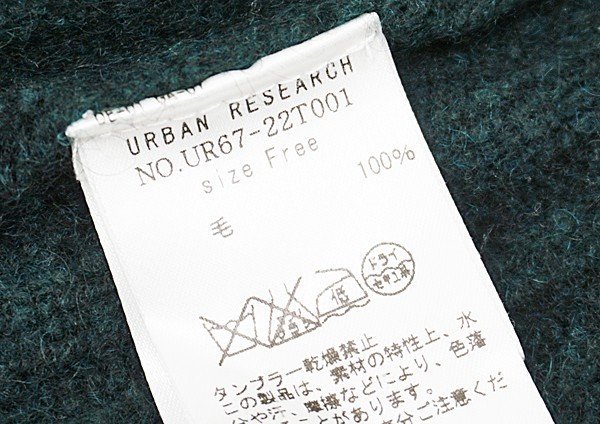 URBAN RESEARCH
NO.UR67-22T001
size Free
毛 100%
低 ドライ セキユ系
タンブラー乾燥禁止
この製品は、素材の特性上、水
や汗、摩擦などにより、色落
ことがあります。
ご注意くだ